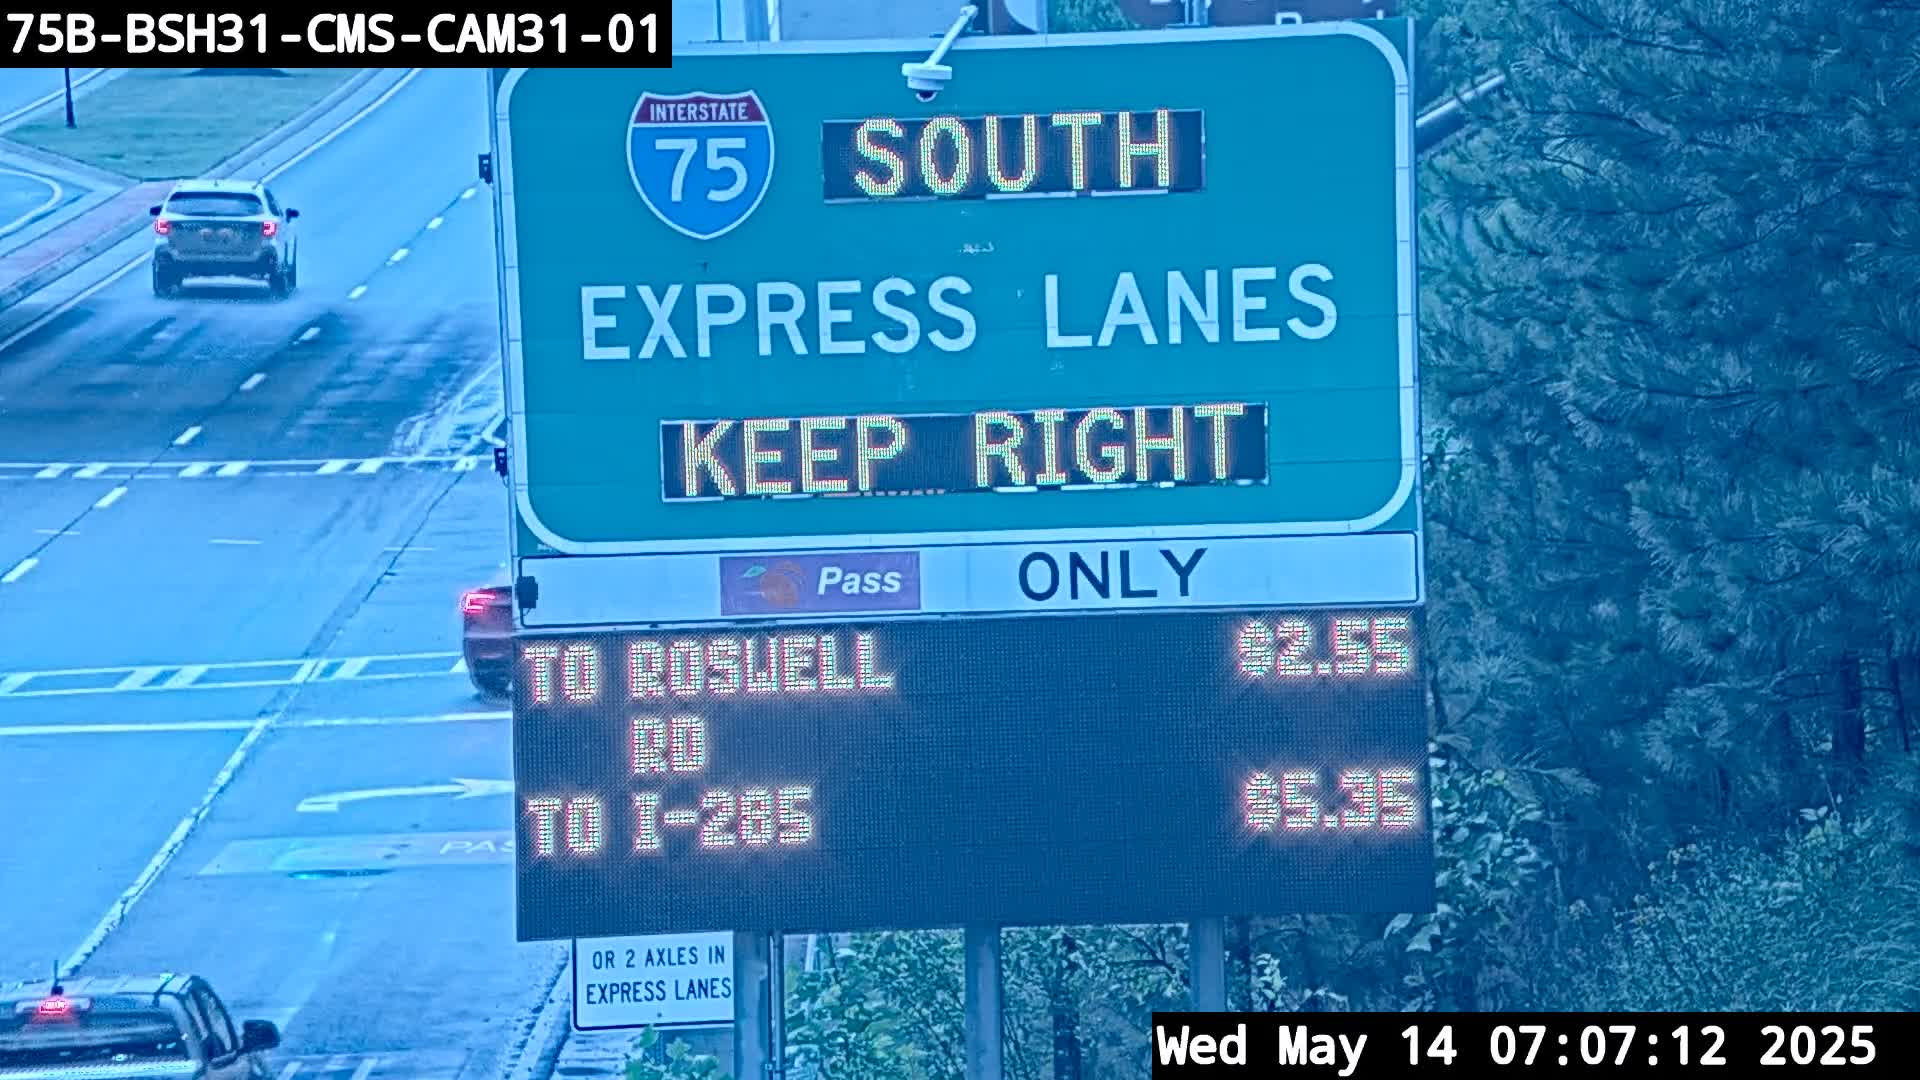 75B-BSH31-CMS-CAM31-01
INTERSTATE
75
SOUTH
EXPRESS LANES
KEEP RIGHT
Pass ONLY
TO ROSWELL $2.55
RD
TO I-285 $5.35
OR 2 AXLES IN
EXPRESS LANES
Wed May 14 07:07:12 2025